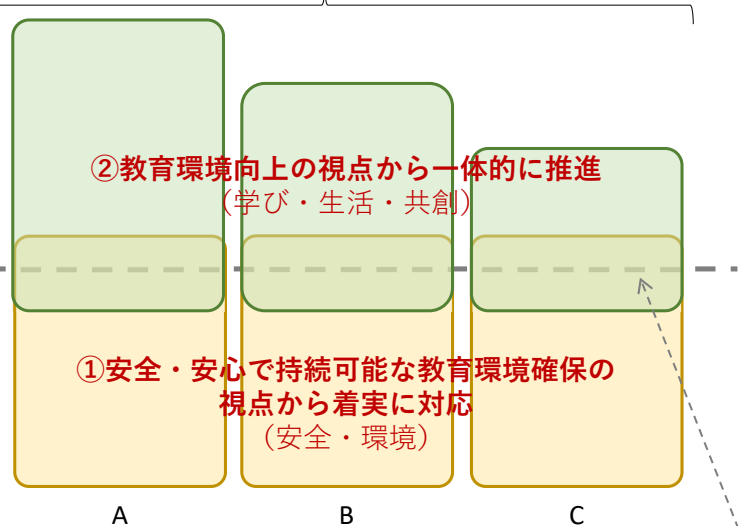 ②教育環境向上の視点から一体的に推進
（学び・生活・共創）
①安全・安心で持続可能な教育環境確保の
視点から着実に対応
（安全・環境）
A B C